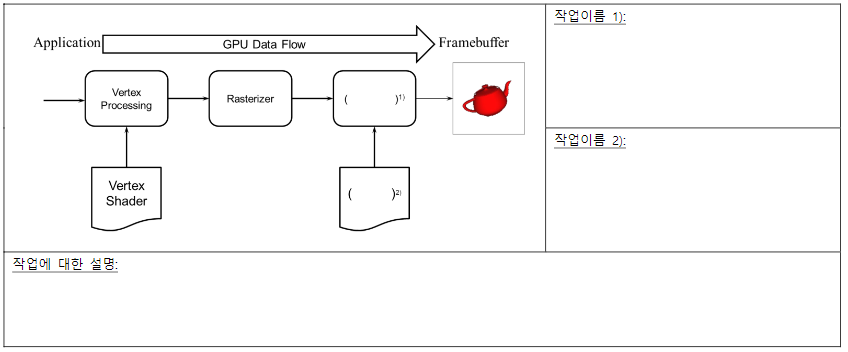 Application
GPU Data Flow
Framebuffer
Vertex
Processing
Rasterizer
( )1)
Vertex
Shader
( )2)
작업이름 1):
작업이름 2):
작업에 대한 설명: